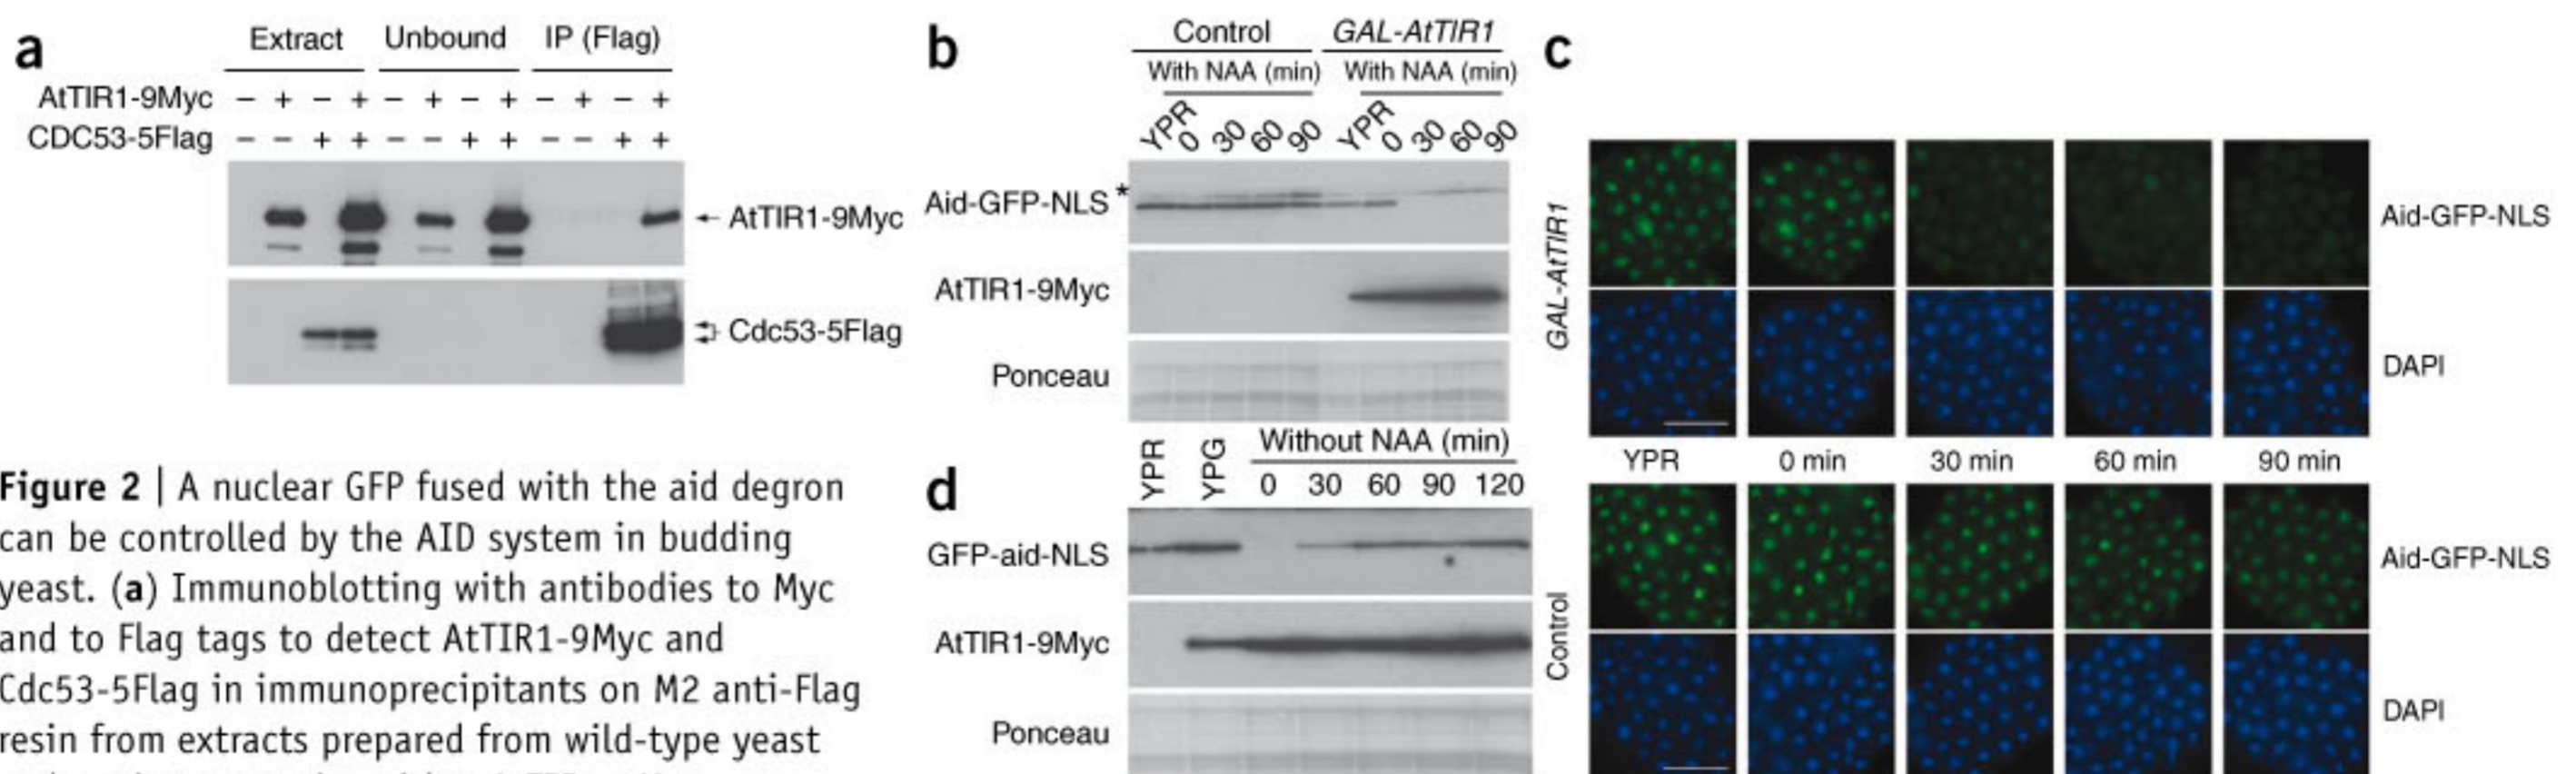 a
Extract Unbound IP (Flag)
AtTIR1-9Myc − + − + − + − + − + − +
CDC53-5Flag − − + + − − + + − − + +
← AtTIR1-9Myc
Cdc53-5Flag
Figure 2 | A nuclear GFP fused with the aid degron
can be controlled by the AID system in budding
yeast. (a) Immunoblotting with antibodies to Myc
and to Flag tags to detect AtTIR1-9Myc and
Cdc53-5Flag in immunoprecipitants on M2 anti-Flag
resin from extracts prepared from wild-type yeast
b
Control GAL-AtTIR1
With NAA (min) With NAA (min)
YPR 0 30 60 90 YPR 0 30 60 90
Aid-GFP-NLS *
AtTIR1-9Myc
Ponceau
d
Without NAA (min)
YPR YPG 0 30 60 90 120
GFP-aid-NLS
AtTIR1-9Myc
Ponceau
c
GAL-AtTIR1
Aid-GFP-NLS
DAPI
YPR 0 min 30 min 60 min 90 min
Control
Aid-GFP-NLS
DAPI